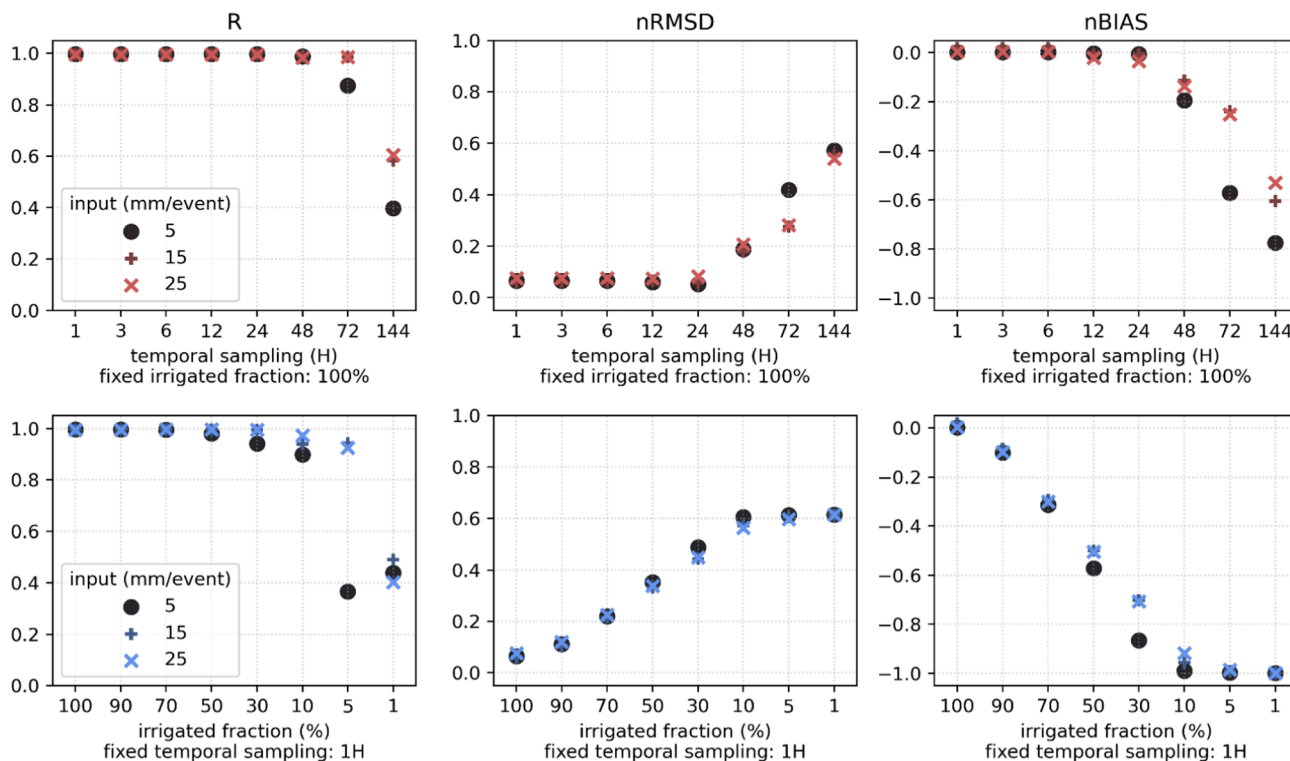 R
nRMSD
nBIAS
1.0
0.8
0.6
0.4
0.2
0.0
input (mm/event)
5
15
25
1 3 6 12 24 48 72 144
temporal sampling (H)
fixed irrigated fraction: 100%
1.0
0.8
0.6
0.4
0.2
0.0
1 3 6 12 24 48 72 144
temporal sampling (H)
fixed irrigated fraction: 100%
0.0
−0.2
−0.4
−0.6
−0.8
−1.0
1 3 6 12 24 48 72 144
temporal sampling (H)
fixed irrigated fraction: 100%
1.0
0.8
0.6
0.4
0.2
0.0
input (mm/event)
5
15
25
100 90 70 50 30 10 5 1
irrigated fraction (%)
fixed temporal sampling: 1H
1.0
0.8
0.6
0.4
0.2
0.0
100 90 70 50 30 10 5 1
irrigated fraction (%)
fixed temporal sampling: 1H
0.0
−0.2
−0.4
−0.6
−0.8
−1.0
100 90 70 50 30 10 5 1
irrigated fraction (%)
fixed temporal sampling: 1H